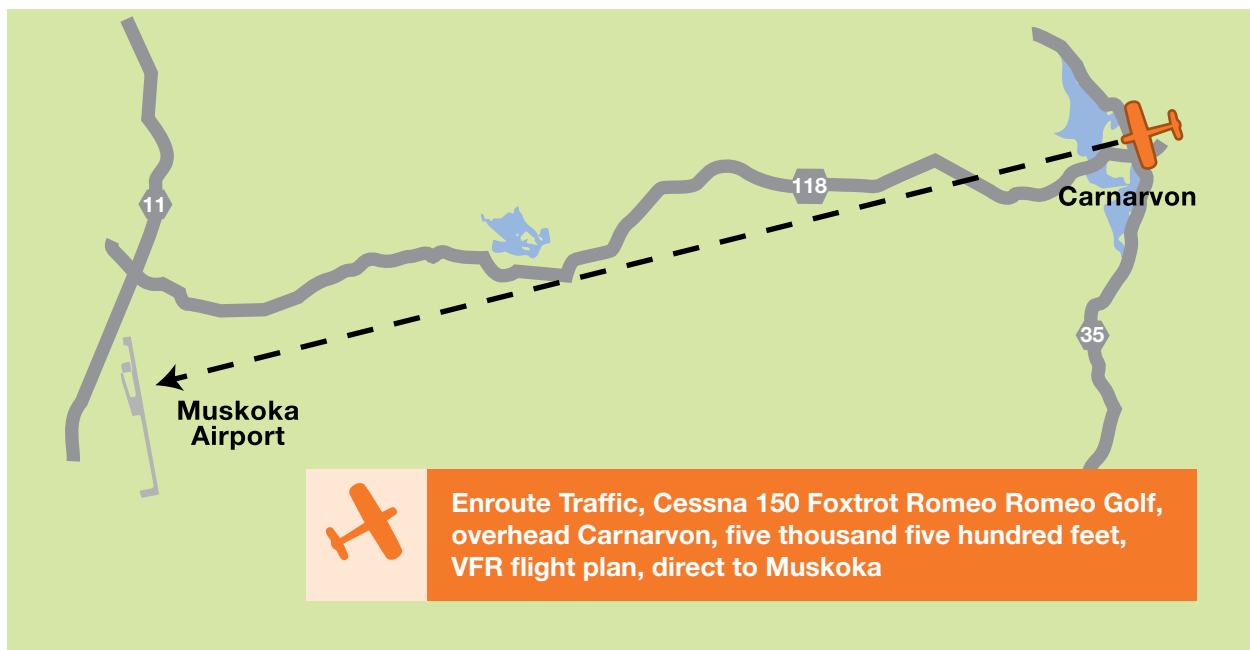 11
118
Carnarvon
35
Muskoka
Airport
Enroute Traffic, Cessna 150 Foxtrot Romeo Romeo Golf,
overhead Carnarvon, five thousand five hundred feet,
VFR flight plan, direct to Muskoka